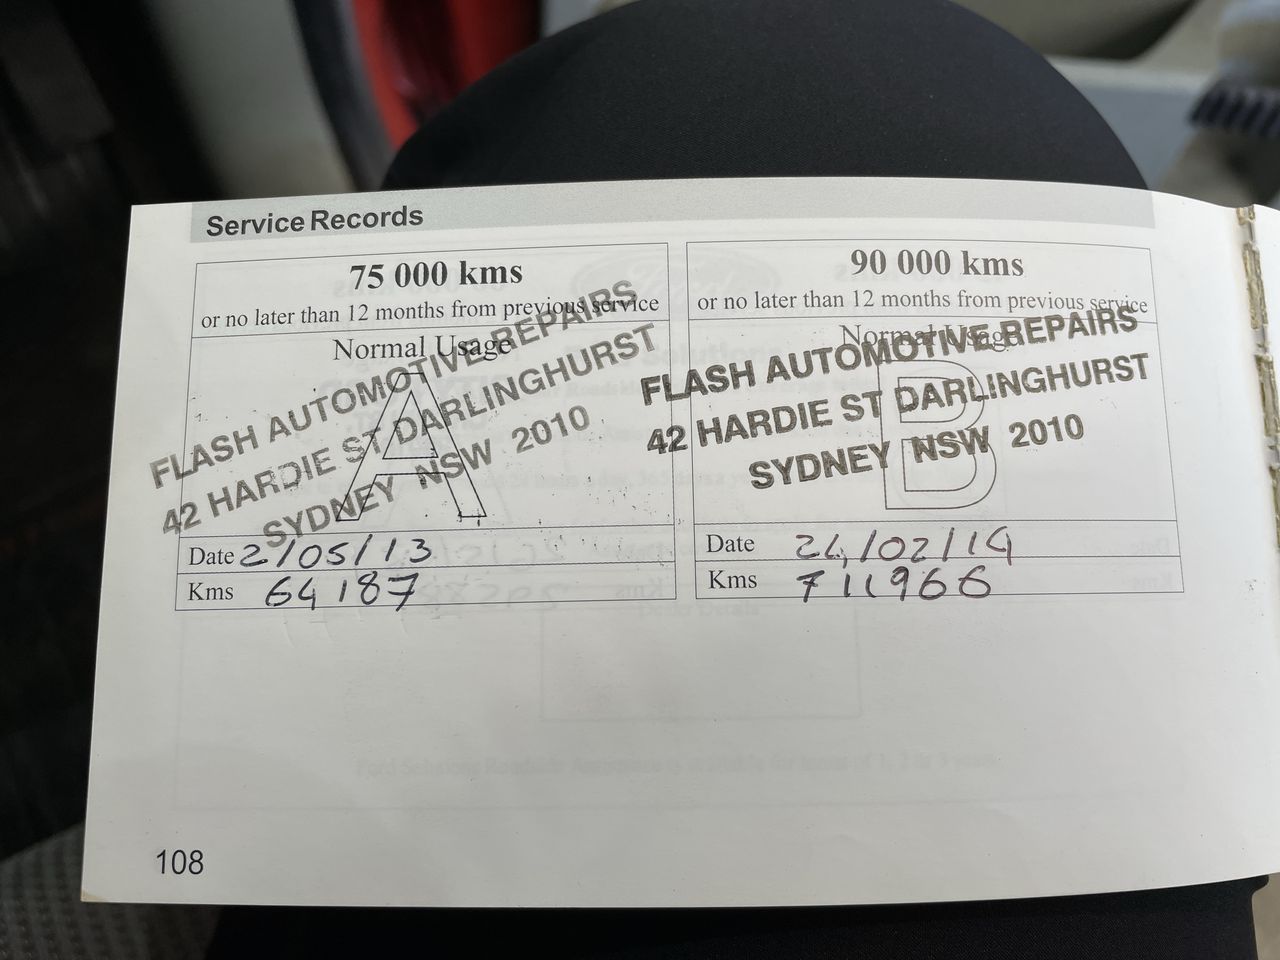 Service Records
75 000 kms
or no later than 12 months from previous service
Normal Usage
A
FLASH AUTOMOTIVE REPAIRS
42 HARDIE ST DARLINGHURST
SYDNEY NSW 2010
Date 2/05/13
Kms 64187
90 000 kms
or no later than 12 months from previous service
Normal Usage
B
FLASH AUTOMOTIVE REPAIRS
42 HARDIE ST DARLINGHURST
SYDNEY NSW 2010
Date 24/02/14
Kms 711966
108